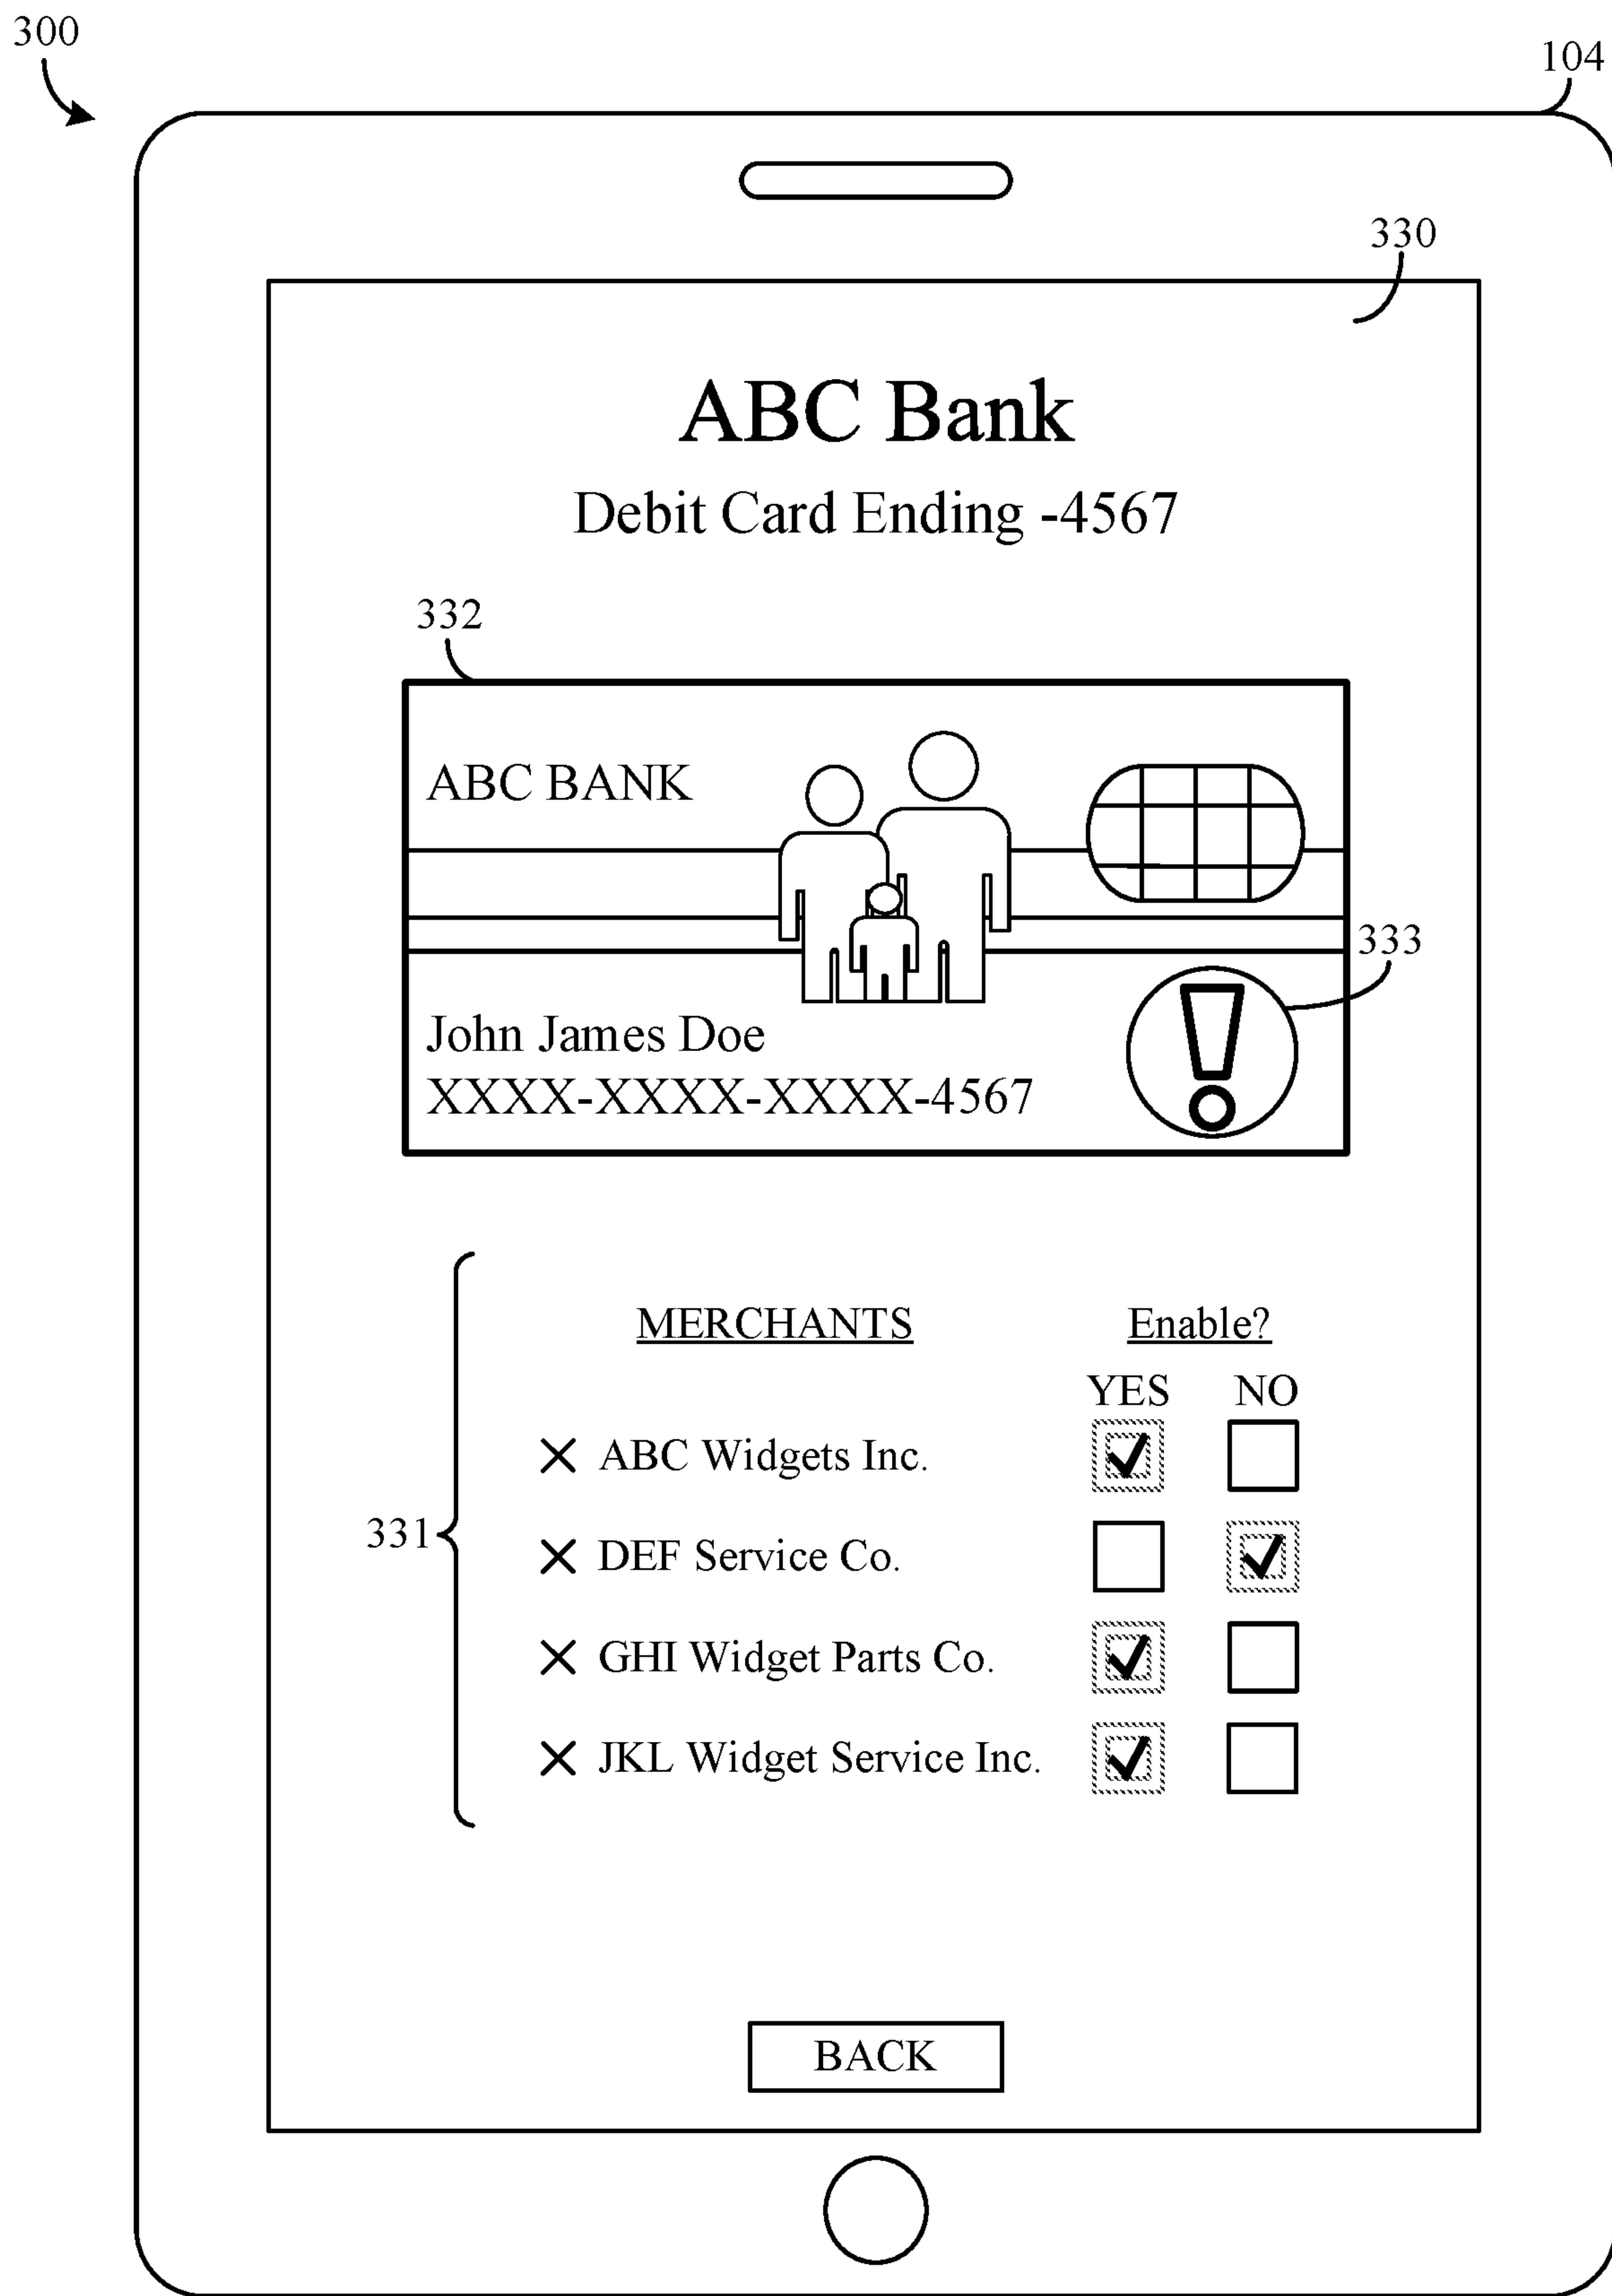 300
104
330
ABC Bank
Debit Card Ending -4567
332
ABC BANK
333
John James Doe
XXXX-XXXX-XXXX-4567
MERCHANTS Enable?
YES NO
ABC Widgets Inc.
331
DEF Service Co.
GHI Widget Parts Co.
JKL Widget Service Inc.
BACK